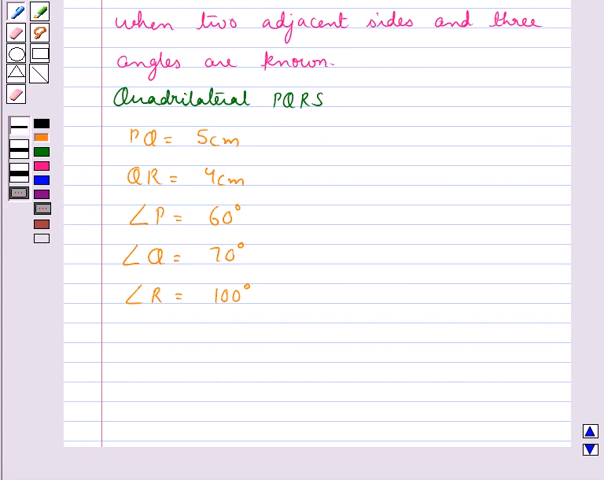 when two adjacent sides and three
angles are known.
Quadrilateral PQRS
PQ = 5cm
QR = 4cm
∠P = 60°
∠Q = 70°
∠R = 100°